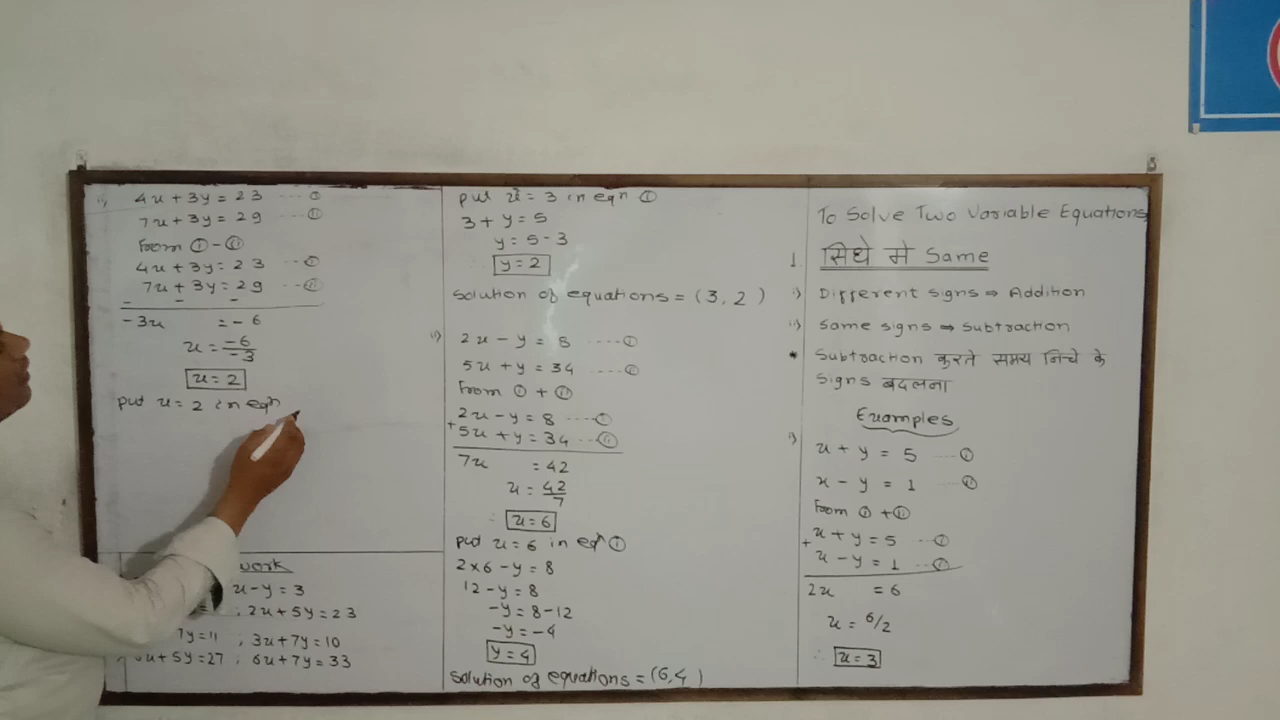 To Solve Two Variable Equations
1. सिधे मे Same
i) Different signs ⇒ Addition
ii) Same signs ⇒ Subtraction
* Subtraction करते समय निचे के
Signs बदलना
Examples
i) x + y = 5 ---- ①
x - y = 1 ---- ②
From ① + ②
x + y = 5 ---- ①
+ x - y = 1 ---- ②
2x = 6
x = 6/2
∴ x = 3
put x = 3 in eqn ①
3 + y = 5
y = 5 - 3
∴ y = 2
Solution of equations = (3, 2)
ii) 2x - y = 8 ---- ①
5x + y = 34 ---- ②
From ① + ②
2x - y = 8 ---- ①
+ 5x + y = 34 ---- ②
7x = 42
x = 42/7
∴ x = 6
put x = 6 in eqn ①
2 × 6 - y = 8
12 - y = 8
-y = 8 - 12
-y = -4
y = 4
Solution of equations = (6, 4)
4x + 3y = 23 ---- ①
7x + 3y = 29 ---- ②
From ① - ②
4x + 3y = 23 ---- ①
7x + 3y = 29 ---- ②
- - -
-3x = -6
x = -6/-3
x = 2
put x = 2 in eqn
work
x - y = 3
; 2x + 5y = 23
7y = 11 ; 3x + 7y = 10
x + 5y = 27 ; 6x + 7y = 33